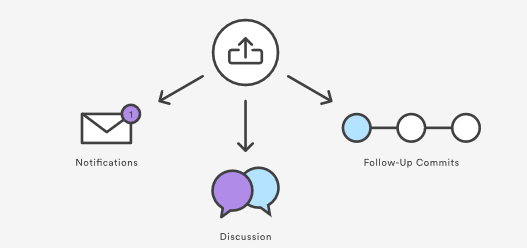 1
Notifications
Follow-Up Commits
Discussion